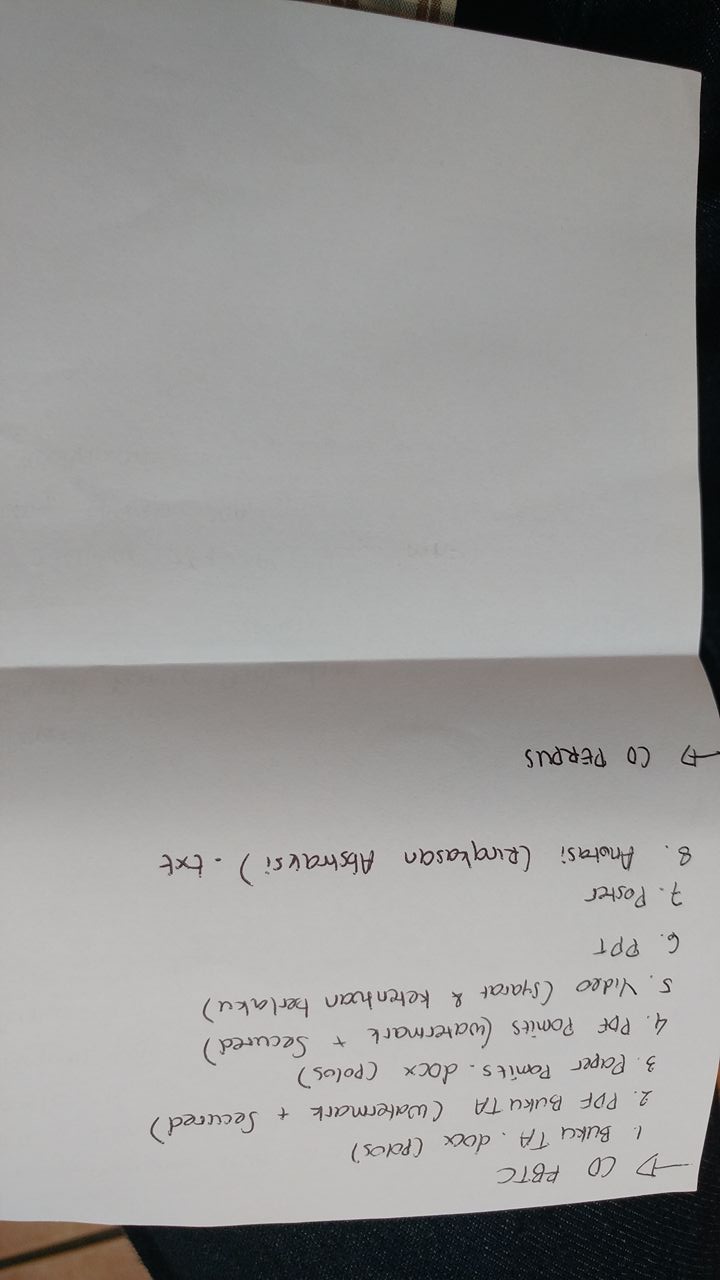 → CD RBTC
1. Buku TA . docx (polos)
2. PDF Buku TA (Watermark + Secured)
3. Paper Pomits . docx (polos)
4. PDF Pomits (watermark + Secured)
5. Video (syarat & ketentuan berlaku)
6. PPT
7. Poster
8. Anotasi (Ringkasan Abstraksi) . txt
→ CD PERPUS